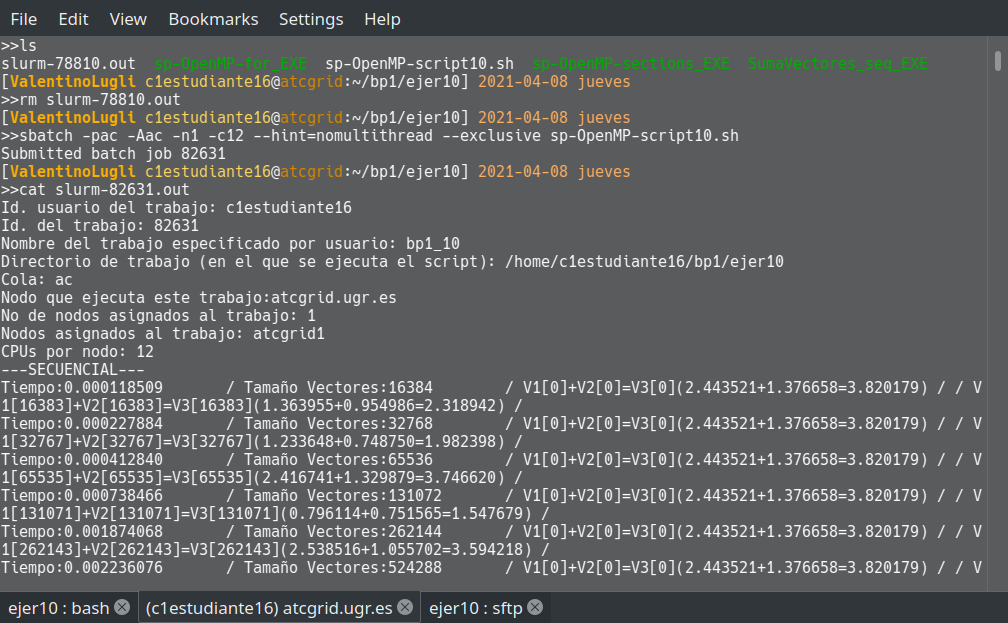 File Edit View Bookmarks Settings Help
>>ls
slurm-78810.out sp-OpenMP-for_EXE sp-OpenMP-script10.sh sp-OpenMP-sections_EXE SumaVectores_seq_EXE
[ValentinoLugli c1estudiante16@atcgrid:~/bp1/ejer10] 2021-04-08 jueves
>>rm slurm-78810.out
[ValentinoLugli c1estudiante16@atcgrid:~/bp1/ejer10] 2021-04-08 jueves
>>sbatch -pac -Aac -n1 -c12 --hint=nomultithread --exclusive sp-OpenMP-script10.sh
Submitted batch job 82631
[ValentinoLugli c1estudiante16@atcgrid:~/bp1/ejer10] 2021-04-08 jueves
>>cat slurm-82631.out
Id. usuario del trabajo: c1estudiante16
Id. del trabajo: 82631
Nombre del trabajo especificado por usuario: bp1_10
Directorio de trabajo (en el que se ejecuta el script): /home/c1estudiante16/bp1/ejer10
Cola: ac
Nodo que ejecuta este trabajo:atcgrid.ugr.es
No de nodos asignados al trabajo: 1
Nodos asignados al trabajo: atcgrid1
CPUs por nodo: 12
---SECUENCIAL---
Tiempo:0.000118509 / Tamaño Vectores:16384 / V1[0]+V2[0]=V3[0](2.443521+1.376658=3.820179) / / V
1[16383]+V2[16383]=V3[16383](1.363955+0.954986=2.318942) /
Tiempo:0.000227884 / Tamaño Vectores:32768 / V1[0]+V2[0]=V3[0](2.443521+1.376658=3.820179) / / V
1[32767]+V2[32767]=V3[32767](1.233648+0.748750=1.982398) /
Tiempo:0.000412840 / Tamaño Vectores:65536 / V1[0]+V2[0]=V3[0](2.443521+1.376658=3.820179) / / V
1[65535]+V2[65535]=V3[65535](2.416741+1.329879=3.746620) /
Tiempo:0.000738466 / Tamaño Vectores:131072 / V1[0]+V2[0]=V3[0](2.443521+1.376658=3.820179) / / V
1[131071]+V2[131071]=V3[131071](0.796114+0.751565=1.547679) /
Tiempo:0.001874068 / Tamaño Vectores:262144 / V1[0]+V2[0]=V3[0](2.443521+1.376658=3.820179) / / V
1[262143]+V2[262143]=V3[262143](2.538516+1.055702=3.594218) /
Tiempo:0.002236076 / Tamaño Vectores:524288 / V1[0]+V2[0]=V3[0](2.443521+1.376658=3.820179) / / V
ejer10 : bash (c1estudiante16) atcgrid.ugr.es ejer10 : sftp